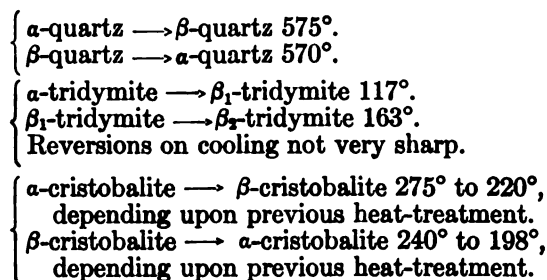 α-quartz ⟶ β-quartz 575°.
β-quartz ⟶ α-quartz 570°.
α-tridymite ⟶ β₁-tridymite 117°.
β₁-tridymite ⟶ β₂-tridymite 163°.
Reversions on cooling not very sharp.
α-cristobalite ⟶ β-cristobalite 275° to 220°,
depending upon previous heat-treatment.
β-cristobalite ⟶ α-cristobalite 240° to 198°,
depending upon previous heat-treatment.